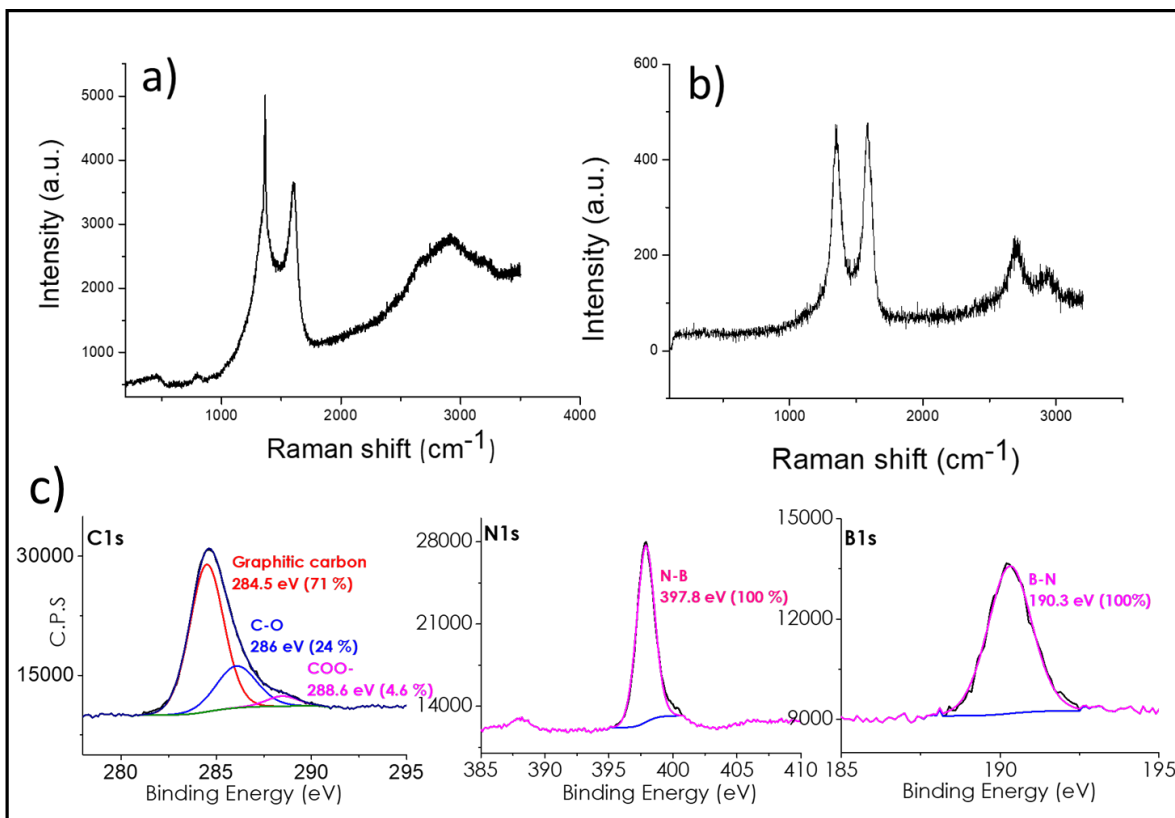 a)
5000
4000
3000
2000
1000
Intensity (a.u.)
1000
2000
3000
4000
Raman shift (cm-1)
b)
600
400
200
0
Intensity (a.u.)
1000
2000
3000
Raman shift (cm-1)
c)
C1s
30000
15000
C.P.S
Graphitic carbon
284.5 eV (71 %)
C-O
286 eV (24 %)
COO-
288.6 eV (4.6 %)
280
285
290
295
Binding Energy (eV)
N1s
28000
21000
14000
N-B
397.8 eV (100 %)
385
390
395
400
405
410
Binding Energy (eV)
15000
12000
9000
B1s
B-N
190.3 eV (100%)
185
190
195
Binding Energy (eV)